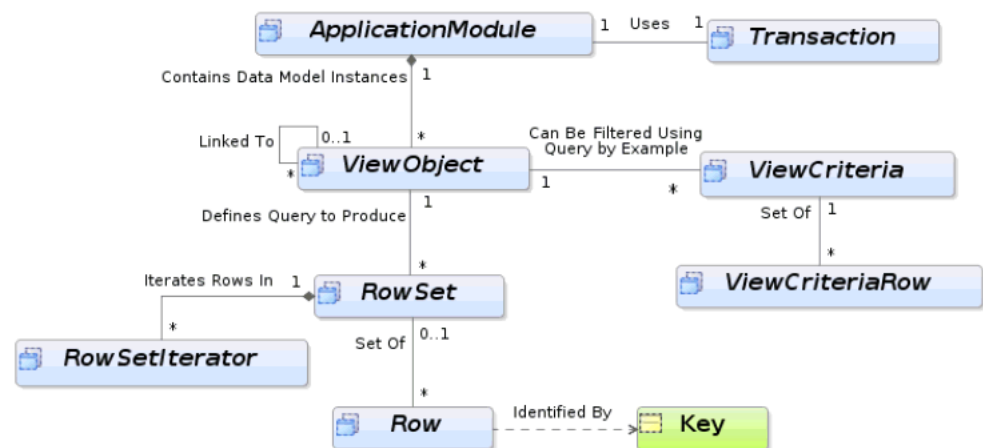 ApplicationModule
1 Uses 1
Transaction
Contains Data Model Instances
1
*
Linked To
0..1
*
ViewObject
Can Be Filtered Using
Query by Example
1
*
ViewCriteria
Defines Query to Produce
1
*
Set Of
1
*
ViewCriteriaRow
Iterates Rows In
1
*
RowSet
RowSetIterator
Set Of
0..1
*
Row
Identified By
Key